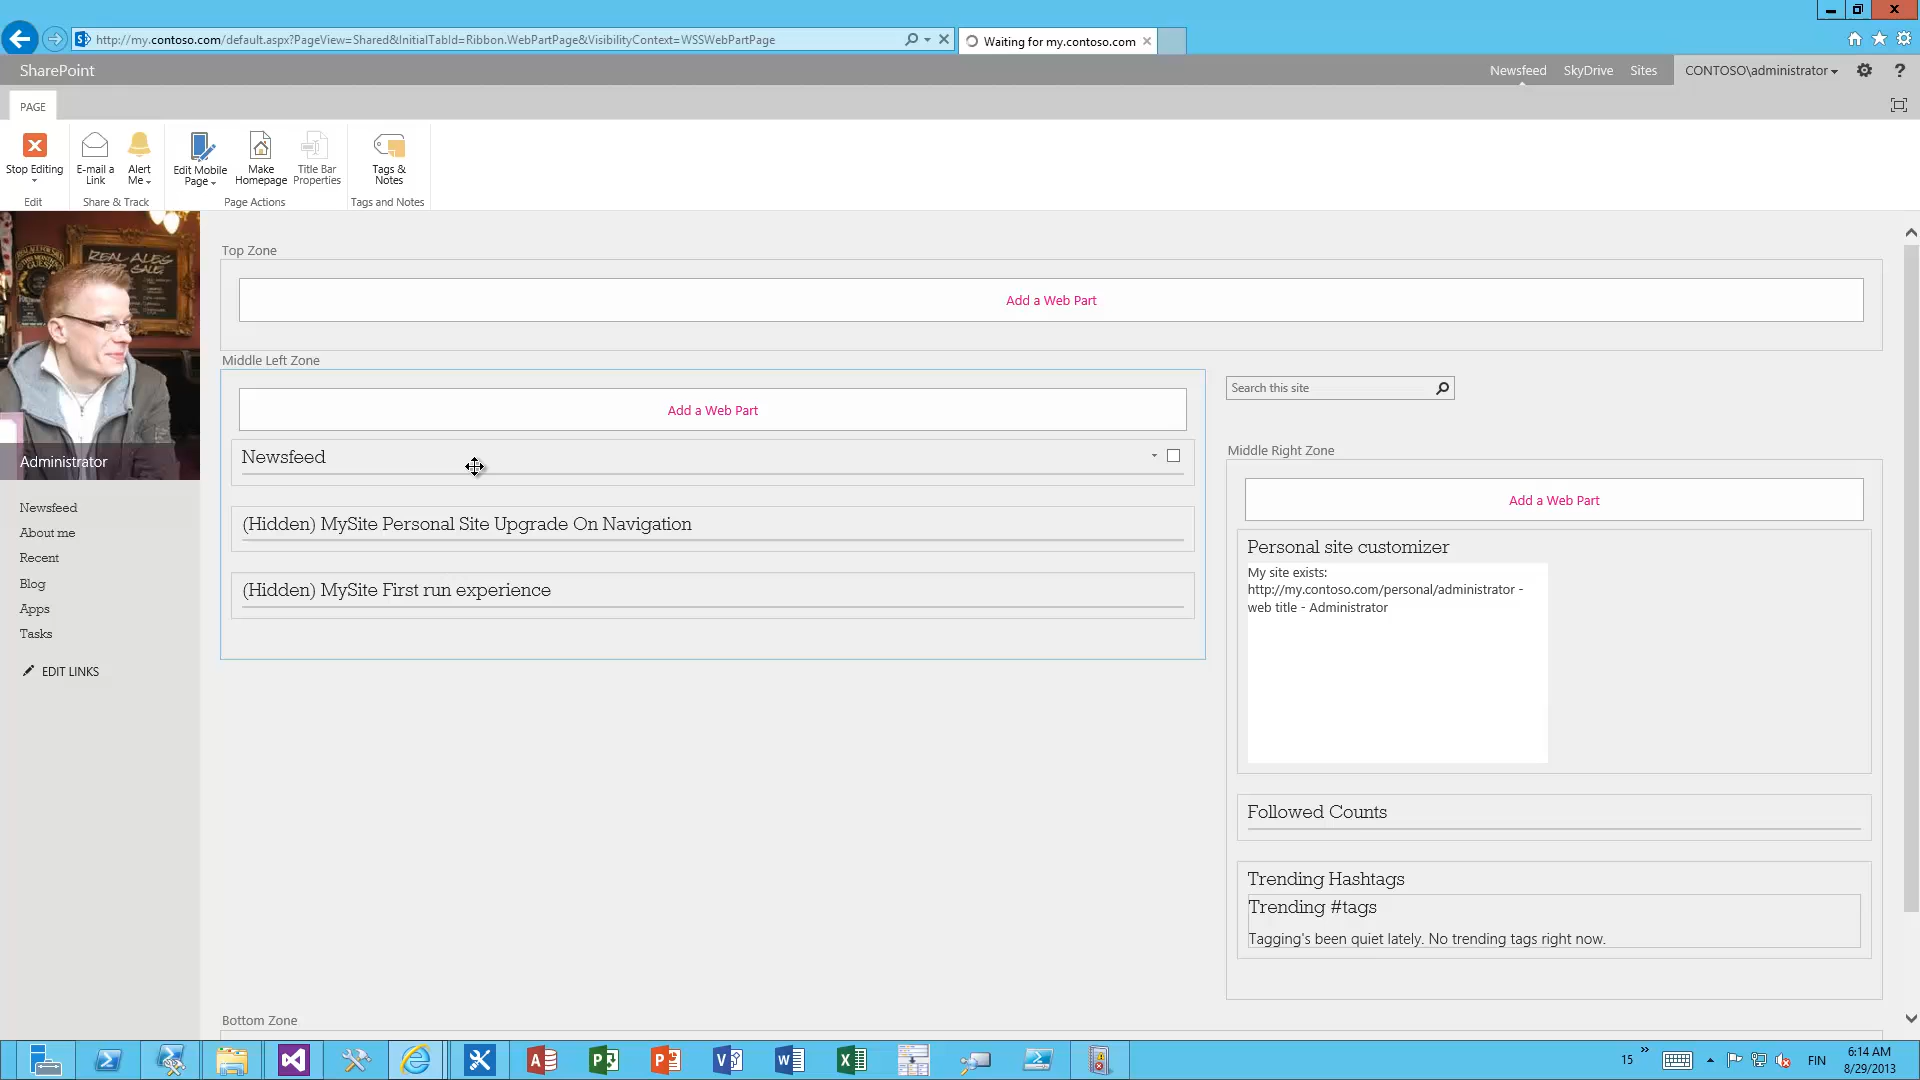 http://my.contoso.com/default.aspx?PageView=Shared&InitialTabId=Ribbon.WebPartPage&VisibilityContext=WSSWebPartPage
Waiting for my.contoso.com
SharePoint
Newsfeed
SkyDrive
Sites
CONTOSO\administrator
?
PAGE
Stop Editing
E-mail a
Link
Alert
Me
Edit Mobile
Page
Make
Homepage
Title Bar
Properties
Tags &
Notes
Edit
Share & Track
Page Actions
Tags and Notes
REAL ALES
FOR SALE
Administrator
Newsfeed
About me
Recent
Blog
Apps
Tasks
EDIT LINKS
Top Zone
Add a Web Part
Middle Left Zone
Add a Web Part
Newsfeed
(Hidden) MySite Personal Site Upgrade On Navigation
(Hidden) MySite First run experience
Search this site
Middle Right Zone
Add a Web Part
Personal site customizer
My site exists:
http://my.contoso.com/personal/administrator -
web title - Administrator
Followed Counts
Trending Hashtags
Trending #tags
Tagging's been quiet lately. No trending tags right now.
Bottom Zone
15
FIN
6:14 AM
8/29/2013